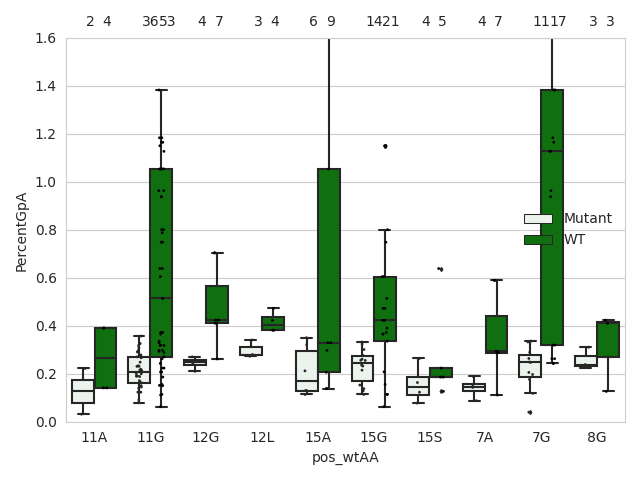 2 4 3653 4 7 3 4 6 9 1421 4 5 4 7 1117 3 3
1.6
1.4
1.2
1.0
0.8
0.6
0.4
0.2
0.0
PercentGpA
Mutant
WT
11A 11G 12G 12L 15A 15G 15S 7A 7G 8G
pos_wtAA